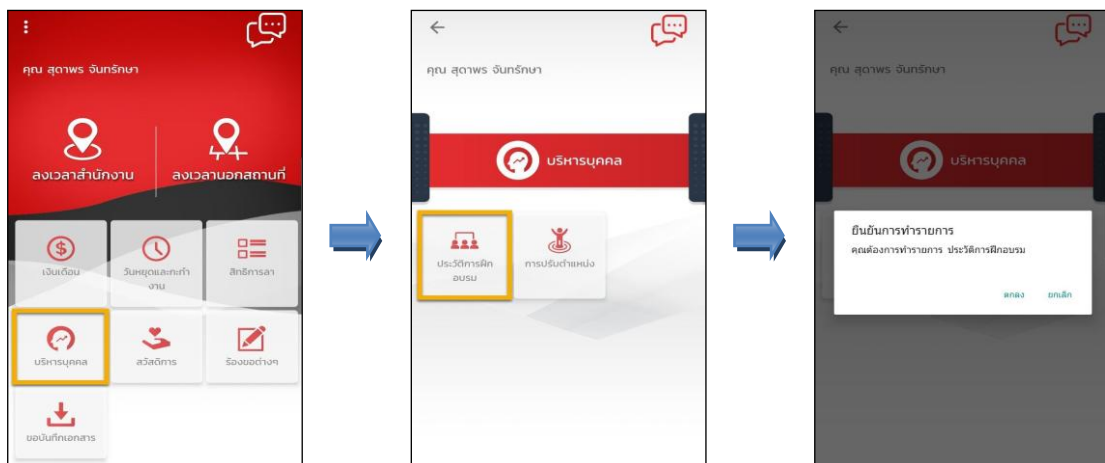 คุณ สุดาพร จันทรักษา
ลงเวลาสำนักงาน
ลงเวลานอกสถานที่
$
เงินเดือน
วันหยุดและกะทำ
งาน
สิทธิการลา
บริหารบุคคล
สวัสดิการ
ร้องขอต่างๆ
ขอบันทึกเอกสาร
คุณ สุดาพร จันทรักษา
บริหารบุคคล
ประวัติการฝึก
อบรม
การปรับตำแหน่ง
คุณ สุดาพร จันทรักษา
บริหารบุคคล
ยืนยันการทำรายการ
คุณต้องการทำรายการ ประวัติการฝึกอบรม
ตกลง
ยกเลิก